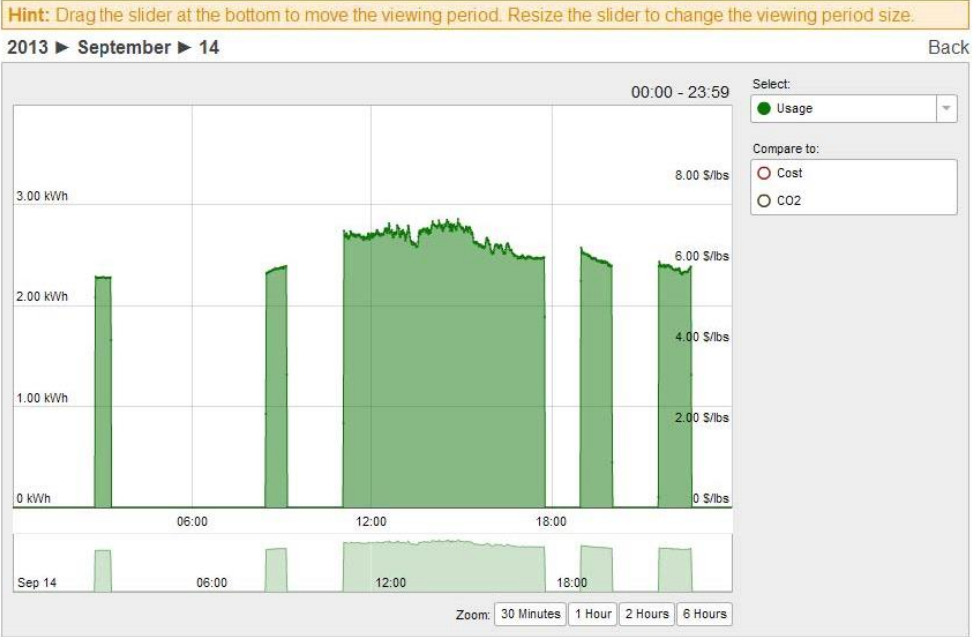 Hint: Drag the slider at the bottom to move the viewing period. Resize the slider to change the viewing period size.
2013 ► September ► 14
Back
00:00 - 23:59
Select:
Usage
Compare to:
Cost
CO2
8.00 $/lbs
3.00 kWh
6.00 $/lbs
2.00 kWh
4.00 $/lbs
1.00 kWh
2.00 $/lbs
0 kWh
0 $/lbs
06:00 12:00 18:00
Sep 14 06:00 12:00 18:00
Zoom: 30 Minutes 1 Hour 2 Hours 6 Hours